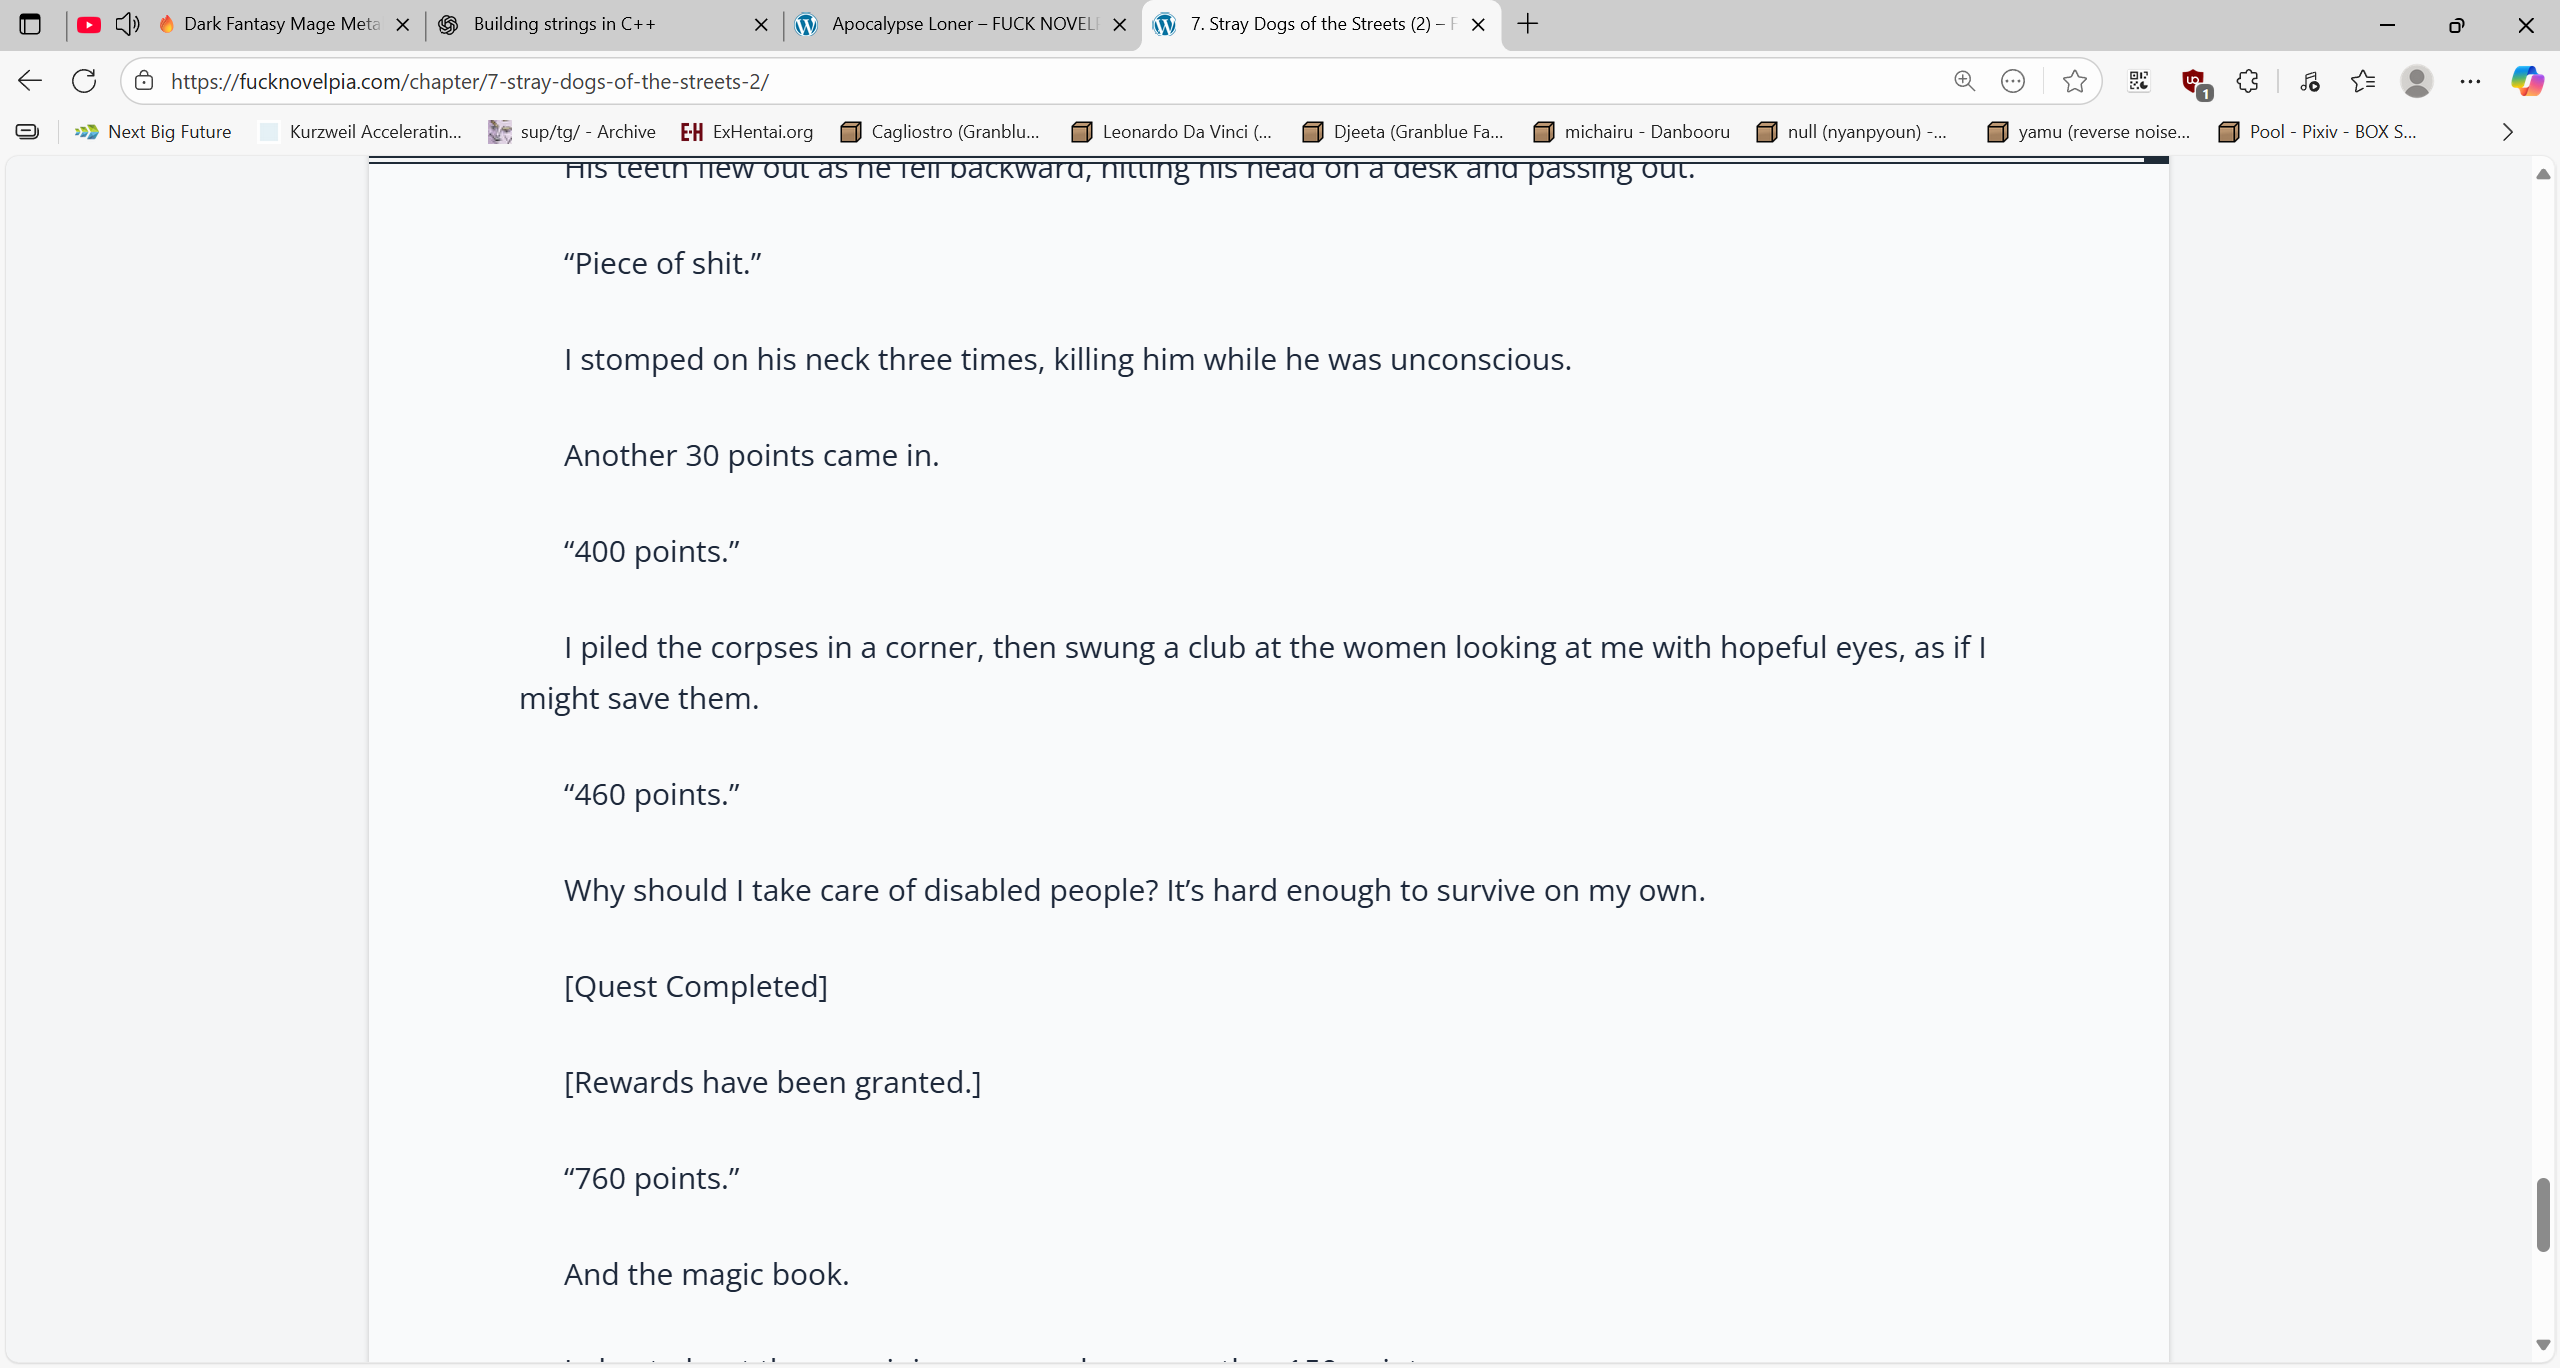 Dark Fantasy Mage Meta
Building strings in C++
Apocalypse Loner – FUCK NOVELP
7. Stray Dogs of the Streets (2) – F
https://fucknovelpia.com/chapter/7-stray-dogs-of-the-streets-2/
1
Next Big Future
Kurzweil Acceleratin...
sup/tg/ - Archive
E-H ExHentai.org
Cagliostro (Granblu...
Leonardo Da Vinci (...
Djeeta (Granblue Fa...
michairu - Danbooru
null (nyanpyoun) -...
yamu (reverse noise...
Pool - Pixiv - BOX S...
His teeth flew out as he fell backward, hitting his head on a desk and passing out.
“Piece of shit.”
I stomped on his neck three times, killing him while he was unconscious.
Another 30 points came in.
“400 points.”
I piled the corpses in a corner, then swung a club at the women looking at me with hopeful eyes, as if I
might save them.
“460 points.”
Why should I take care of disabled people? It’s hard enough to survive on my own.
[Quest Completed]
[Rewards have been granted.]
“760 points.”
And the magic book.